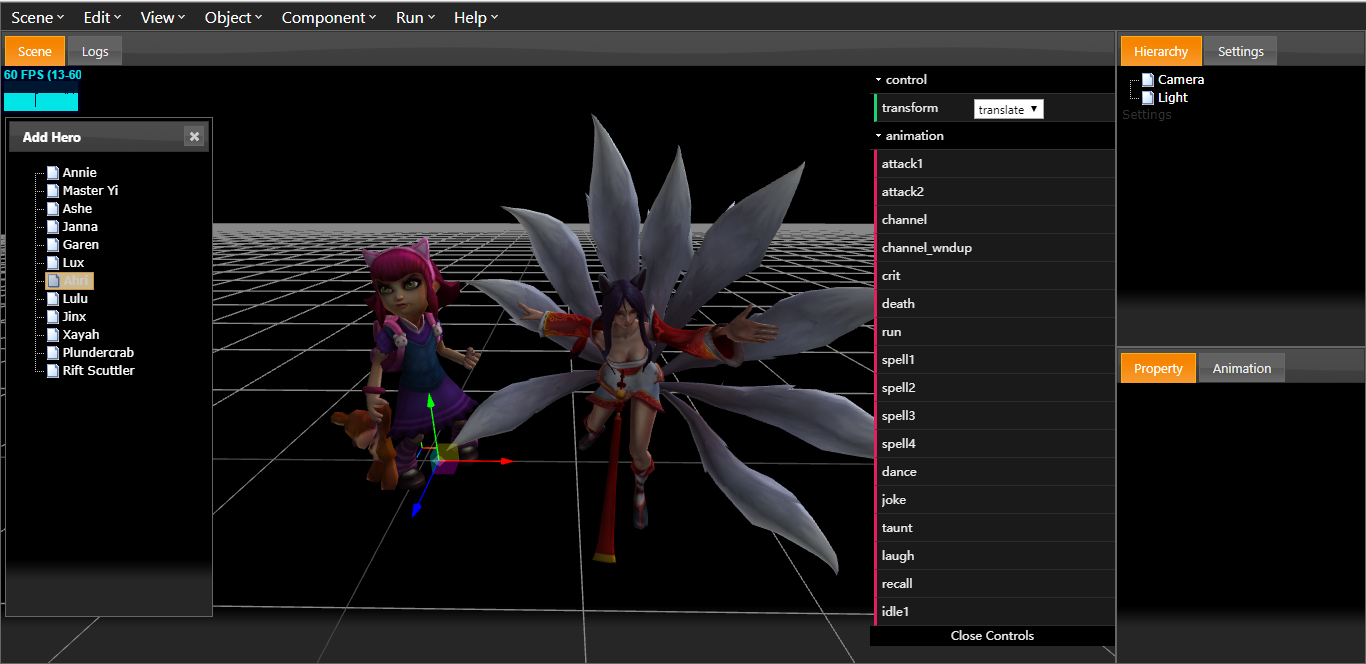 Scene Edit View Object Component Run Help
Scene Logs
60 FPS (13-60
Add Hero
Annie
Master Yi
Ashe
Janna
Garen
Lux
Ahri
Lulu
Jinx
Xayah
Plundercrab
Rift Scuttler
control
transform translate
animation
attack1
attack2
channel
channel_wndup
crit
death
run
spell1
spell2
spell3
spell4
dance
joke
taunt
laugh
recall
idle1
Close Controls
Hierarchy Settings
Camera
Light
Settings
Property Animation